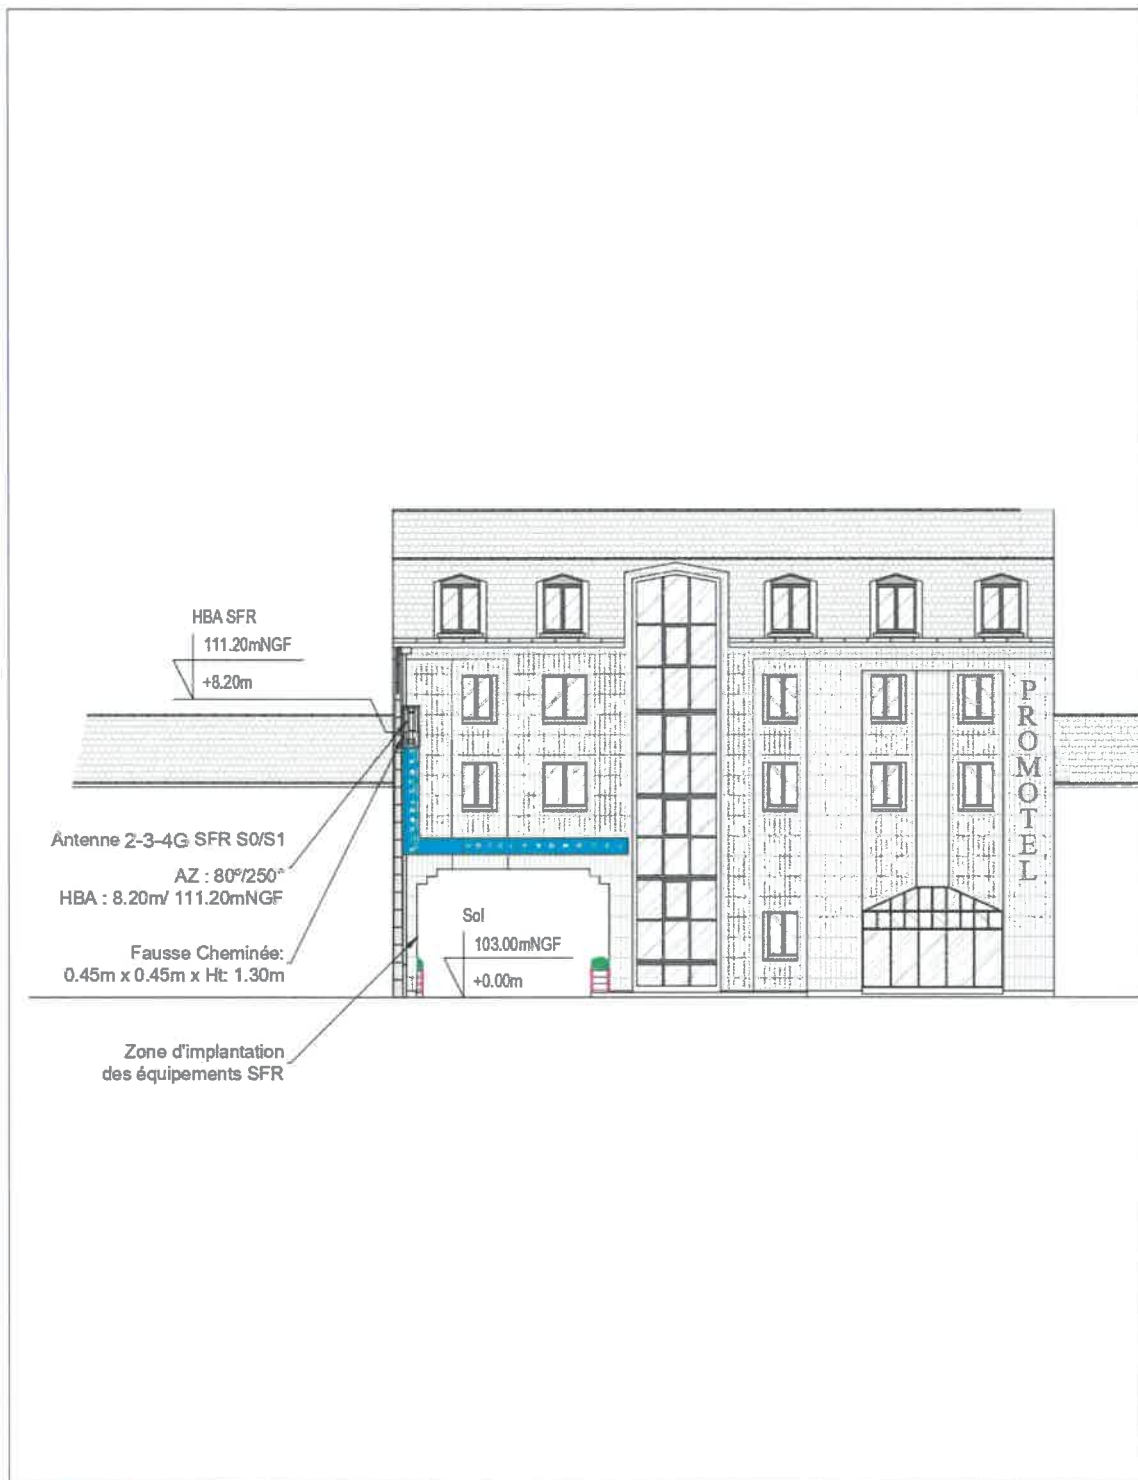 HBA SFR
111.20mNGF
+8.20m
PROMOTEL
Antenne 2-3-4G SFR S0/S1
AZ : 80°/250°
HBA : 8.20m/ 111.20mNGF
Sol
103.00mNGF
+0.00m
Fausse Cheminée:
0.45m x 0.45m x Ht: 1.30m
Zone d'implantation
des équipements SFR